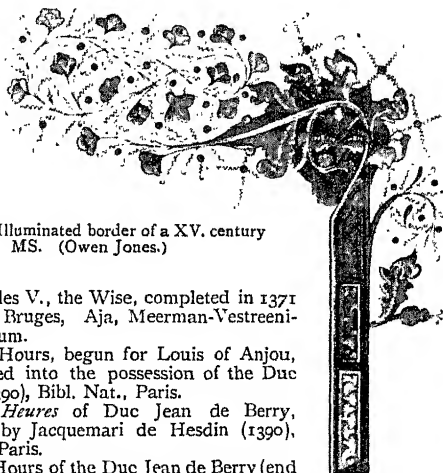 Illuminated border of a XV. century
MS. (Owen Jones.)
les V., the Wise, completed in 1371
Bruges, Aja, Meerman-Vestreeni-
um.
Hours, begun for Louis of Anjou,
ed into the possession of the Duc
90), Bibl. Nat., Paris.
Heures of Duc Jean de Berry,
by Jacquemari de Hesdin (1390),
Paris.
Hours of the Duc Jean de Berry (end